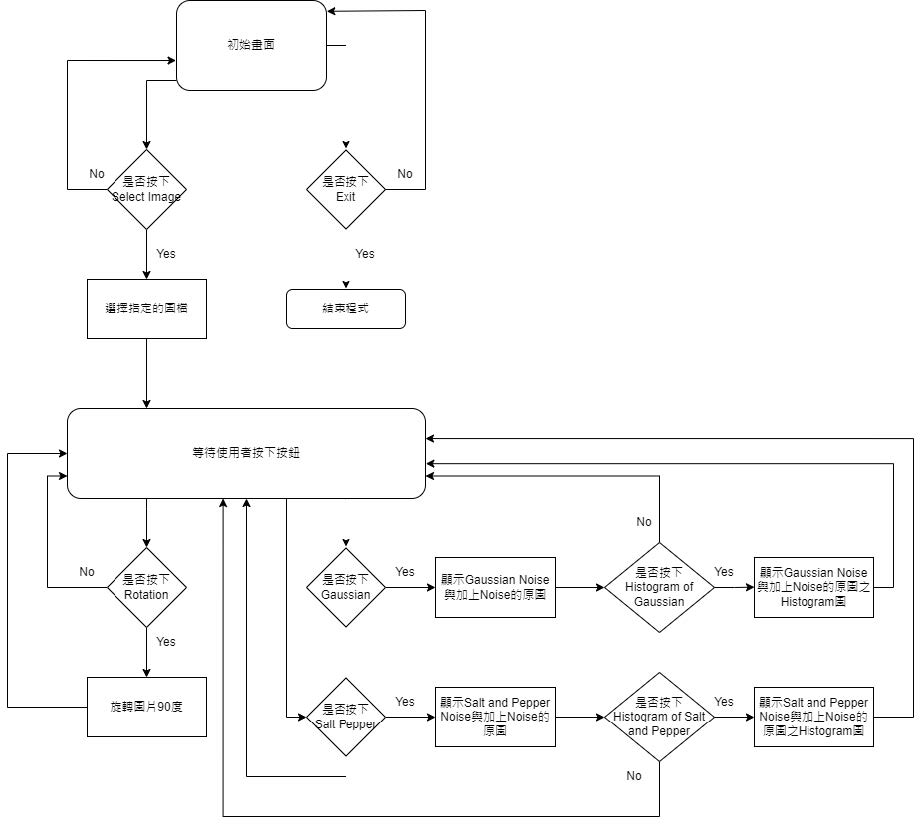 初始畫面
No
是否按下
Select Image
是否按下
Exit
No
Yes
Yes
選擇指定的圖檔
結束程式
等待使用者按下按鈕
No
No
是否按下
Rotation
是否按下
Gaussian
Yes
顯示Gaussian Noise
與加上Noise的原圖
是否按下
Histogram of
Gaussian
Yes
顯示Gaussian Noise
與加上Noise的原圖之
Histogram圖
Yes
旋轉圖片90度
是否按下
Salt Pepper
Yes
顯示Salt and Pepper
Noise與加上Noise的
原圖
是否按下
Histogram of Salt
and Pepper
Yes
顯示Salt and Pepper
Noise與加上Noise的
原圖之Histogram圖
No